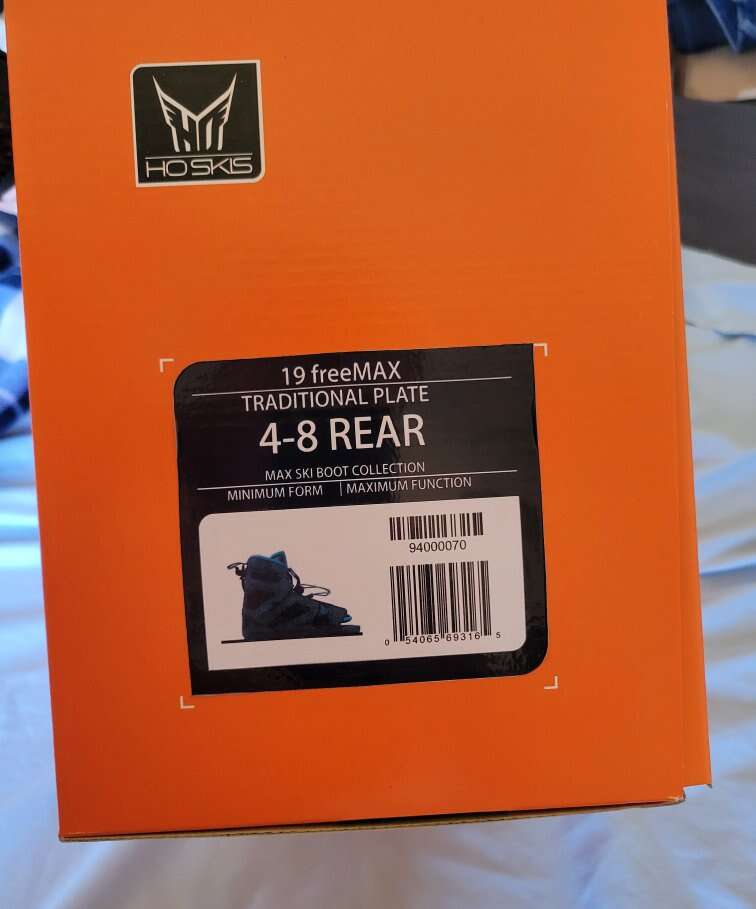 HO SKIS
19 freeMAX
TRADITIONAL PLATE
4-8 REAR
MAX SKI BOOT COLLECTION
MINIMUM FORM | MAXIMUM FUNCTION
94000070
0 54065 69316 5